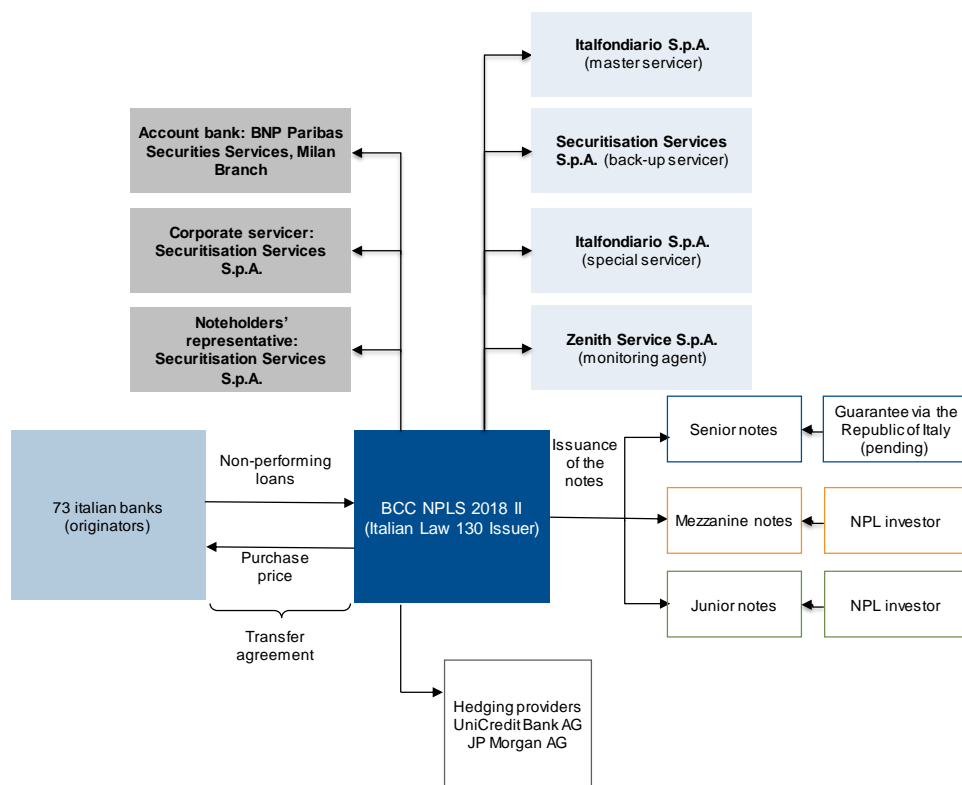 Italfondiario S.p.A.
(master servicer)
Account bank: BNP Paribas
Securities Services, Milan
Branch
Securitisation Services
S.p.A. (back-up servicer)
Corporate servicer:
Securitisation Services
S.p.A.
Italfondiario S.p.A.
(special servicer)
Noteholders'
representative:
Securitisation Services
S.p.A.
Zenith Service S.p.A.
(monitoring agent)
73 italian banks
(originators)
Non-performing
loans
Purchase
price
Transfer
agreement
BCC NPLS 2018 II
(Italian Law 130 Issuer)
Issuance
of the
notes
Senior notes
Guarantee via the
Republic of Italy
(pending)
Mezzanine notes
NPL investor
Junior notes
NPL investor
Hedging providers
UniCredit Bank AG
JP Morgan AG